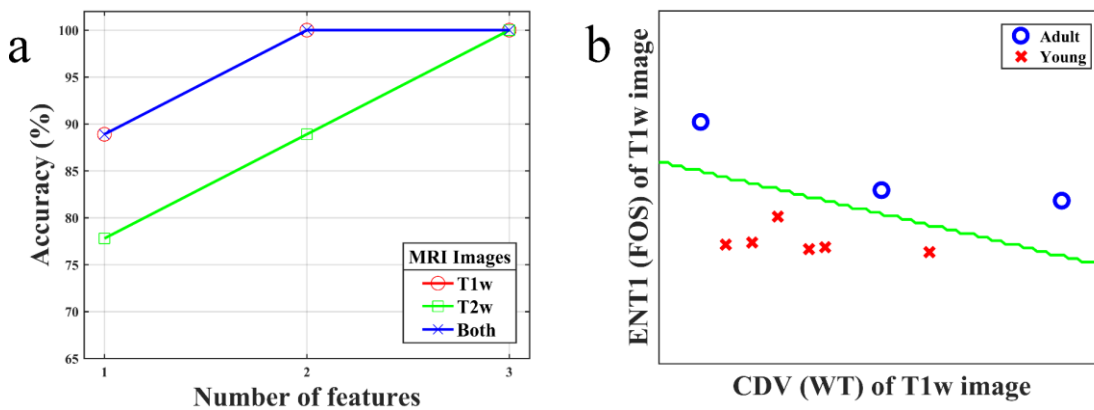 a
Accuracy (%)
100
95
90
85
80
75
70
65
1
2
3
Number of features
MRI Images
T1w
T2w
Both
b
ENT1 (FOS) of T1w image
Adult
Young
CDV (WT) of T1w image